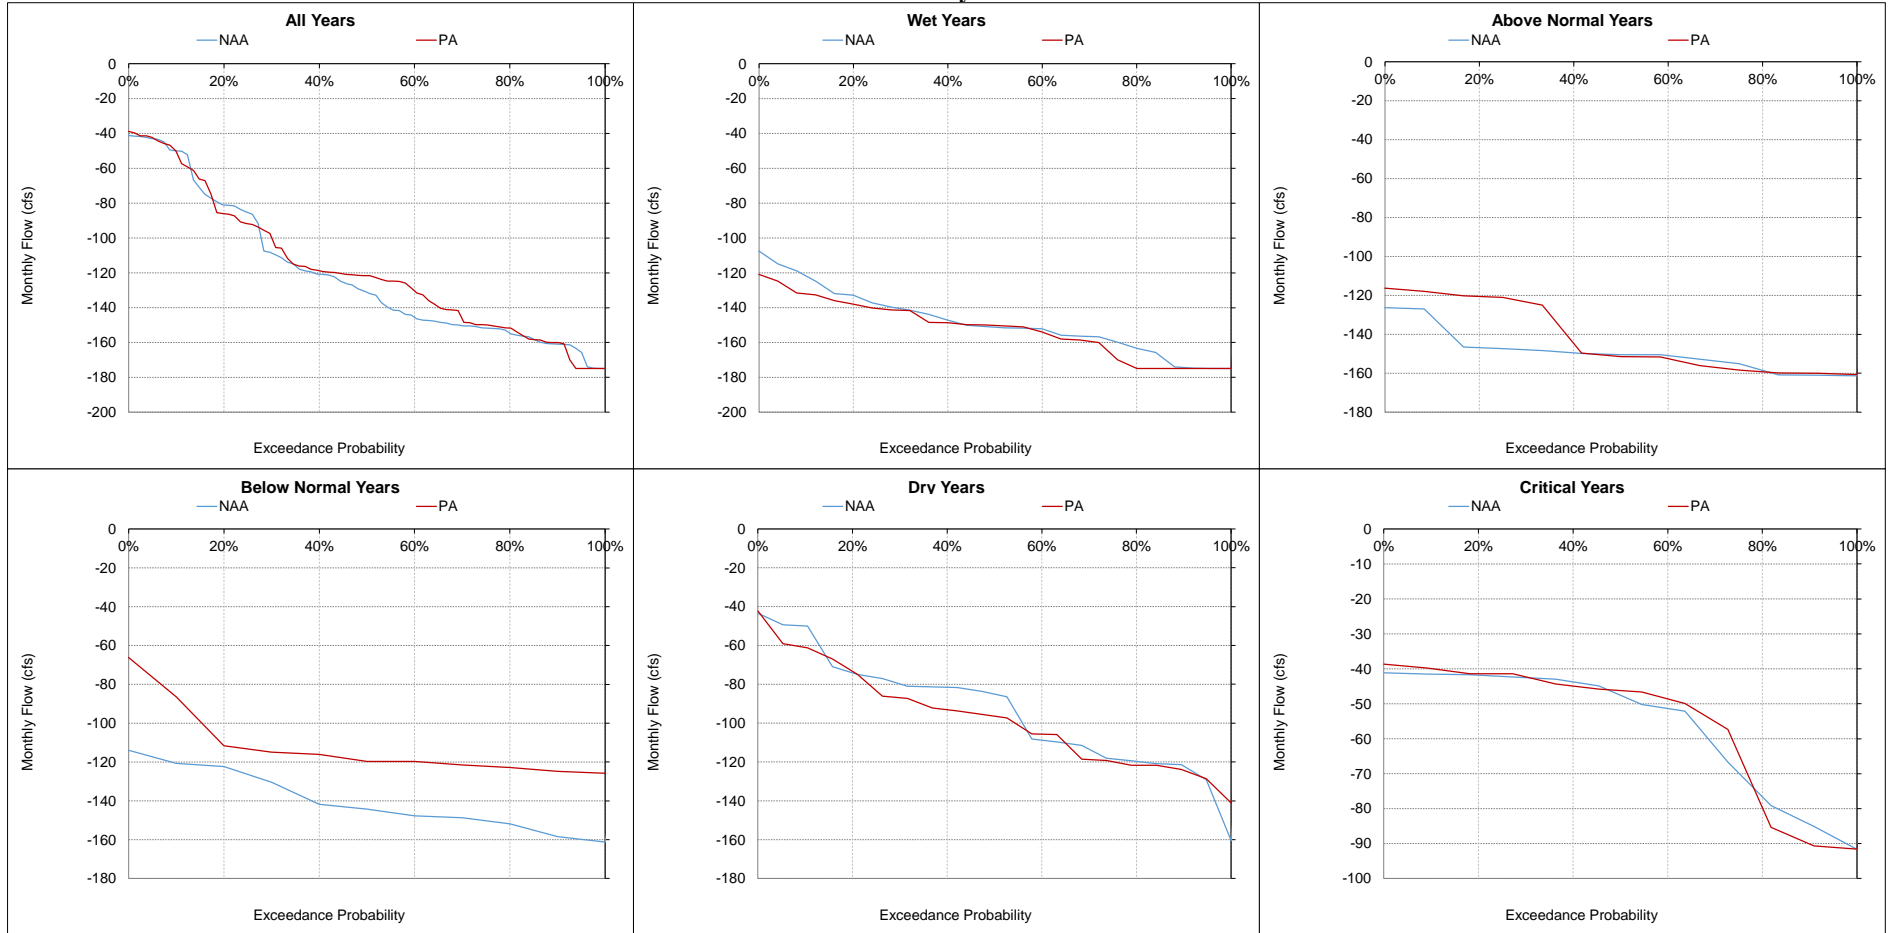 All Years
NAA PA
0
0% 20% 40% 60% 80% 100%
-20
-40
-60
-80
-100
-120
-140
-160
-180
-200
Monthly Flow (cfs)
Exceedance Probability
Wet Years
NAA PA
0
0% 20% 40% 60% 80% 100%
-20
-40
-60
-80
-100
-120
-140
-160
-180
-200
Monthly Flow (cfs)
Exceedance Probability
Above Normal Years
NAA PA
0
0% 20% 40% 60% 80% 100%
-20
-40
-60
-80
-100
-120
-140
-160
-180
Monthly Flow (cfs)
Exceedance Probability
Below Normal Years
NAA PA
0
0% 20% 40% 60% 80% 100%
-20
-40
-60
-80
-100
-120
-140
-160
-180
Monthly Flow (cfs)
Exceedance Probability
Dry Years
NAA PA
0
0% 20% 40% 60% 80% 100%
-20
-40
-60
-80
-100
-120
-140
-160
-180
Monthly Flow (cfs)
Exceedance Probability
Critical Years
NAA PA
0
0% 20% 40% 60% 80% 100%
-10
-20
-30
-40
-50
-60
-70
-80
-90
-100
Monthly Flow (cfs)
Exceedance Probability